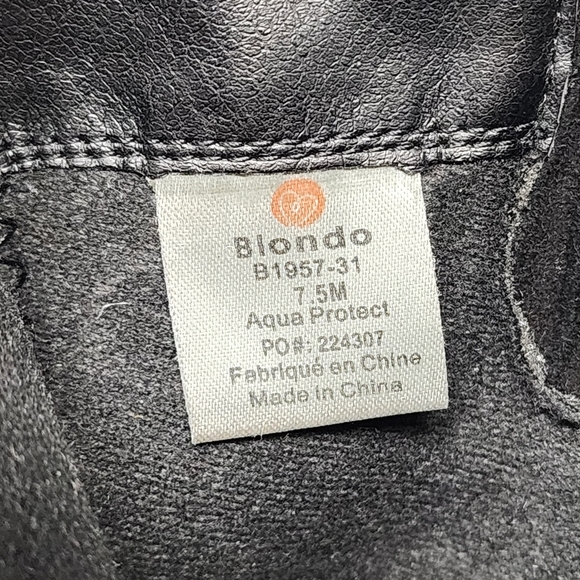 Blondo
B1957-31
7.5M
Aqua Protect
PO#: 224307
Fabriqué en Chine
Made in China